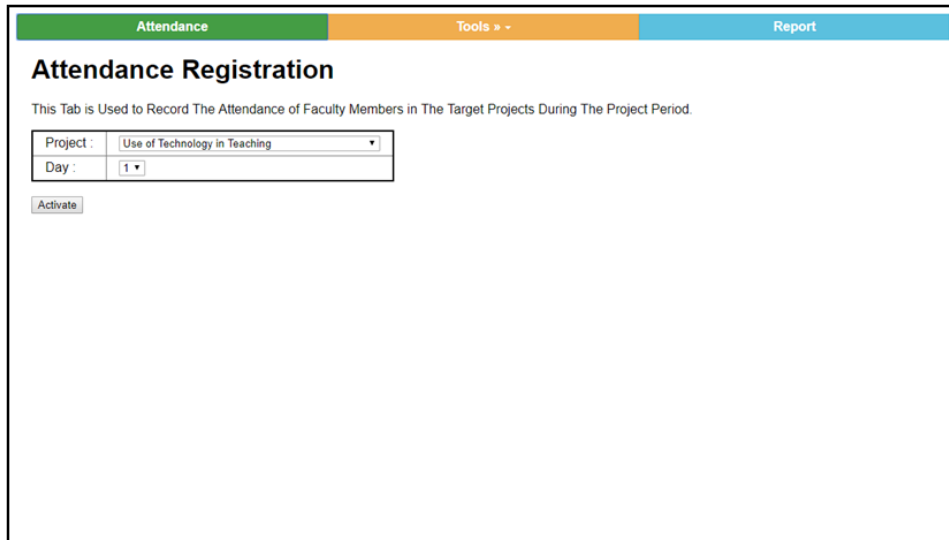 Attendance Tools » Report
Attendance Registration
This Tab is Used to Record The Attendance of Faculty Members in The Target Projects During The Project Period.
Project : Use of Technology in Teaching
Day : 1
Activate